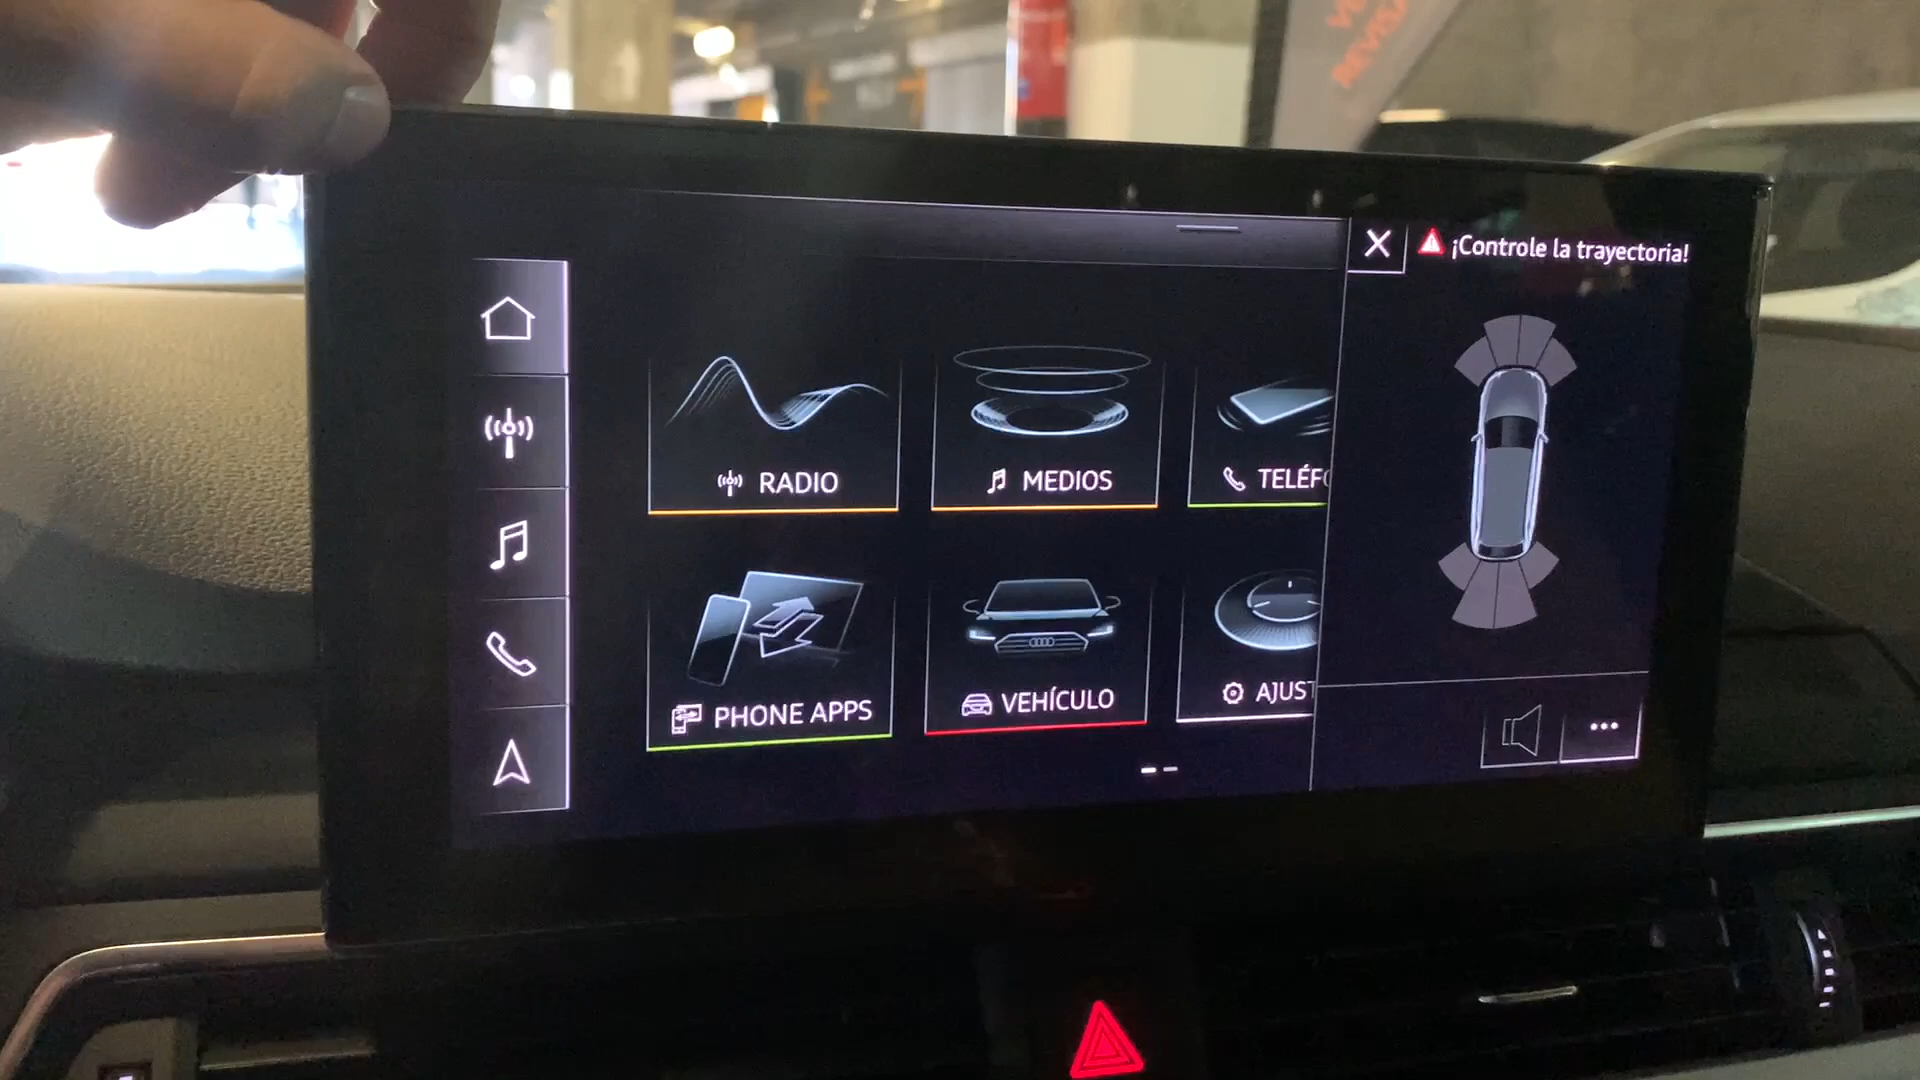 ¡Controle la trayectoria!
RADIO
MEDIOS
TELÉFO
PHONE APPS
VEHÍCULO
AJUST